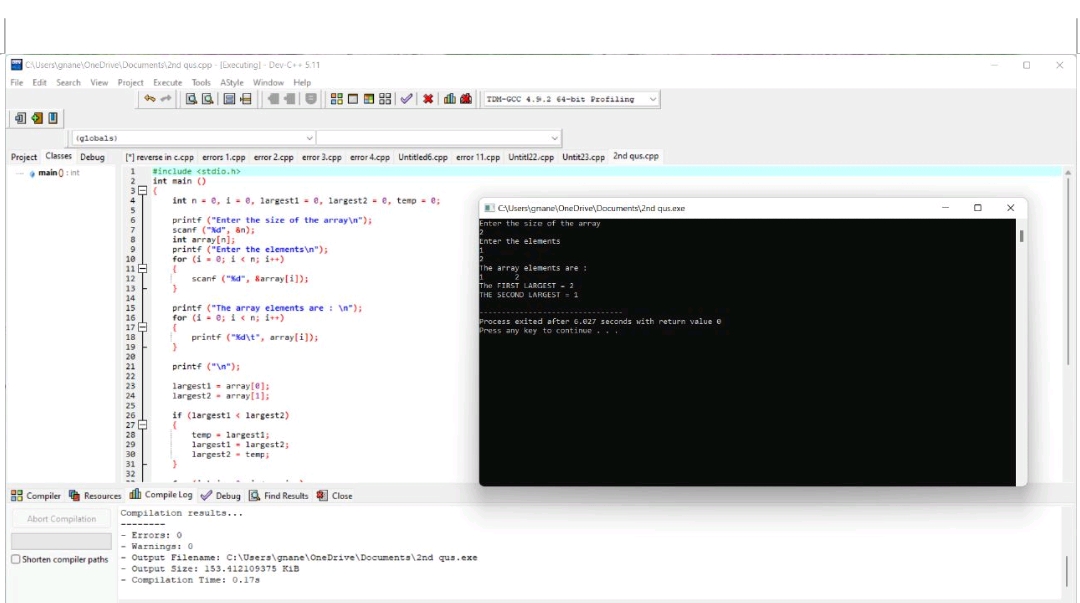 C:\Users\gnane\OneDrive\Documents\2nd qus.cpp - [Executing] - Dev-C++ 5.11
File Edit Search View Project Execute Tools AStyle Window Help
TDM-GCC 4.9.2 64-bit Profiling
(globals)
Project Classes Debug
[*] reverse in c.cpp errors 1.cpp error 2.cpp error 3.cpp error 4.cpp Untitled6.cpp error 11.cpp Untitl22.cpp Untit23.cpp 2nd qus.cpp
main() : int
1 #include <stdio.h>
2 int main ()
3 {
4 int n = 0, i = 0, largest1 = 0, largest2 = 0, temp = 0;
5
6 printf ("Enter the size of the array\n");
7 scanf ("%d", &n);
8 int array[n];
9 printf ("Enter the elements\n");
10 for (i = 0; i < n; i++)
11 {
12 scanf ("%d", &array[i]);
13 }
14
15 printf ("The array elements are : \n");
16 for (i = 0; i < n; i++)
17 {
18 printf ("%d\t", array[i]);
19 }
20
21 printf ("\n");
22
23 largest1 = array[0];
24 largest2 = array[1];
25
26 if (largest1 < largest2)
27 {
28 temp = largest1;
29 largest1 = largest2;
30 largest2 = temp;
31 }
32
C:\Users\gnane\OneDrive\Documents\2nd qus.exe
Enter the size of the array
2
Enter the elements
1
2
The array elements are :
1 2
The FIRST LARGEST = 2
THE SECOND LARGEST = 1
--------------------------------
Process exited after 6.027 seconds with return value 0
Press any key to continue . . .
Compiler Resources Compile Log Debug Find Results Close
Abort Compilation
Shorten compiler paths
Compilation results...
--------
- Errors: 0
- Warnings: 0
- Output Filename: C:\Users\gnane\OneDrive\Documents\2nd qus.exe
- Output Size: 153.412109375 KiB
- Compilation Time: 0.17s